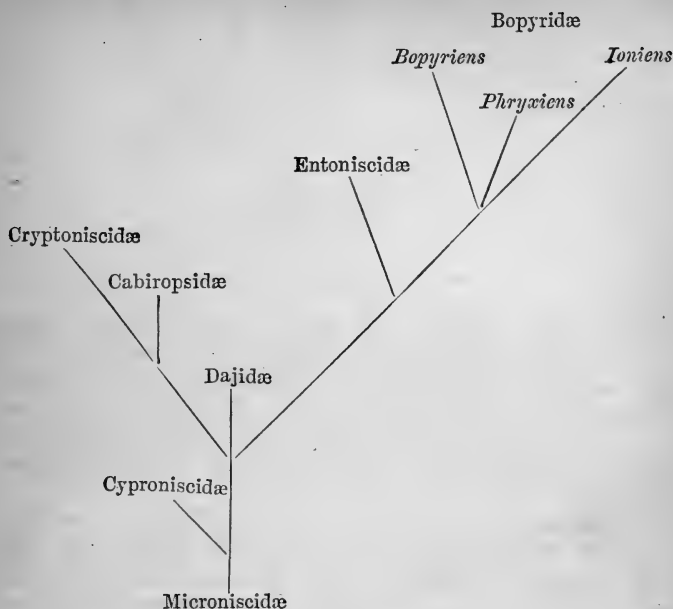 Bopyridæ
Bopyriens
Ioniens
Phryxiens
Entoniscidæ
Cryptoniscidæ
Cabiropsidæ
Dajidæ
Cyproniscidæ
Microniscidæ